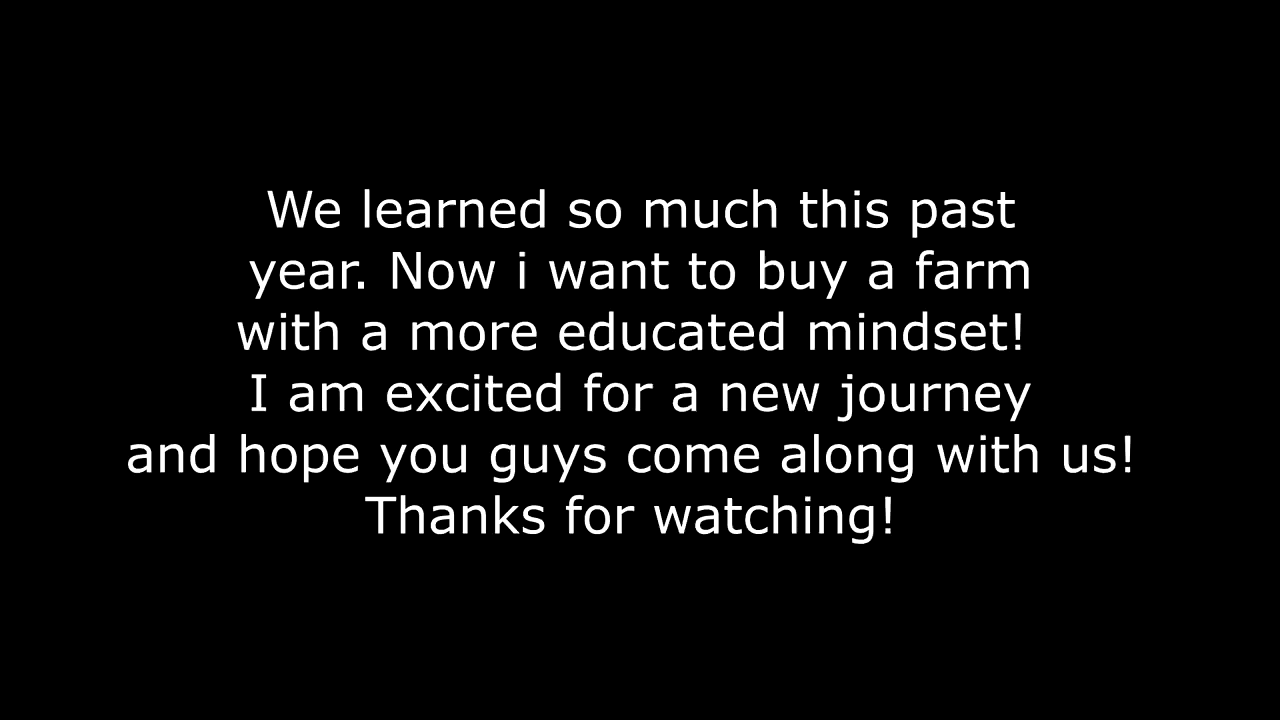 We learned so much this past
year. Now i want to buy a farm
with a more educated mindset!
I am excited for a new journey
and hope you guys come along with us!
Thanks for watching!